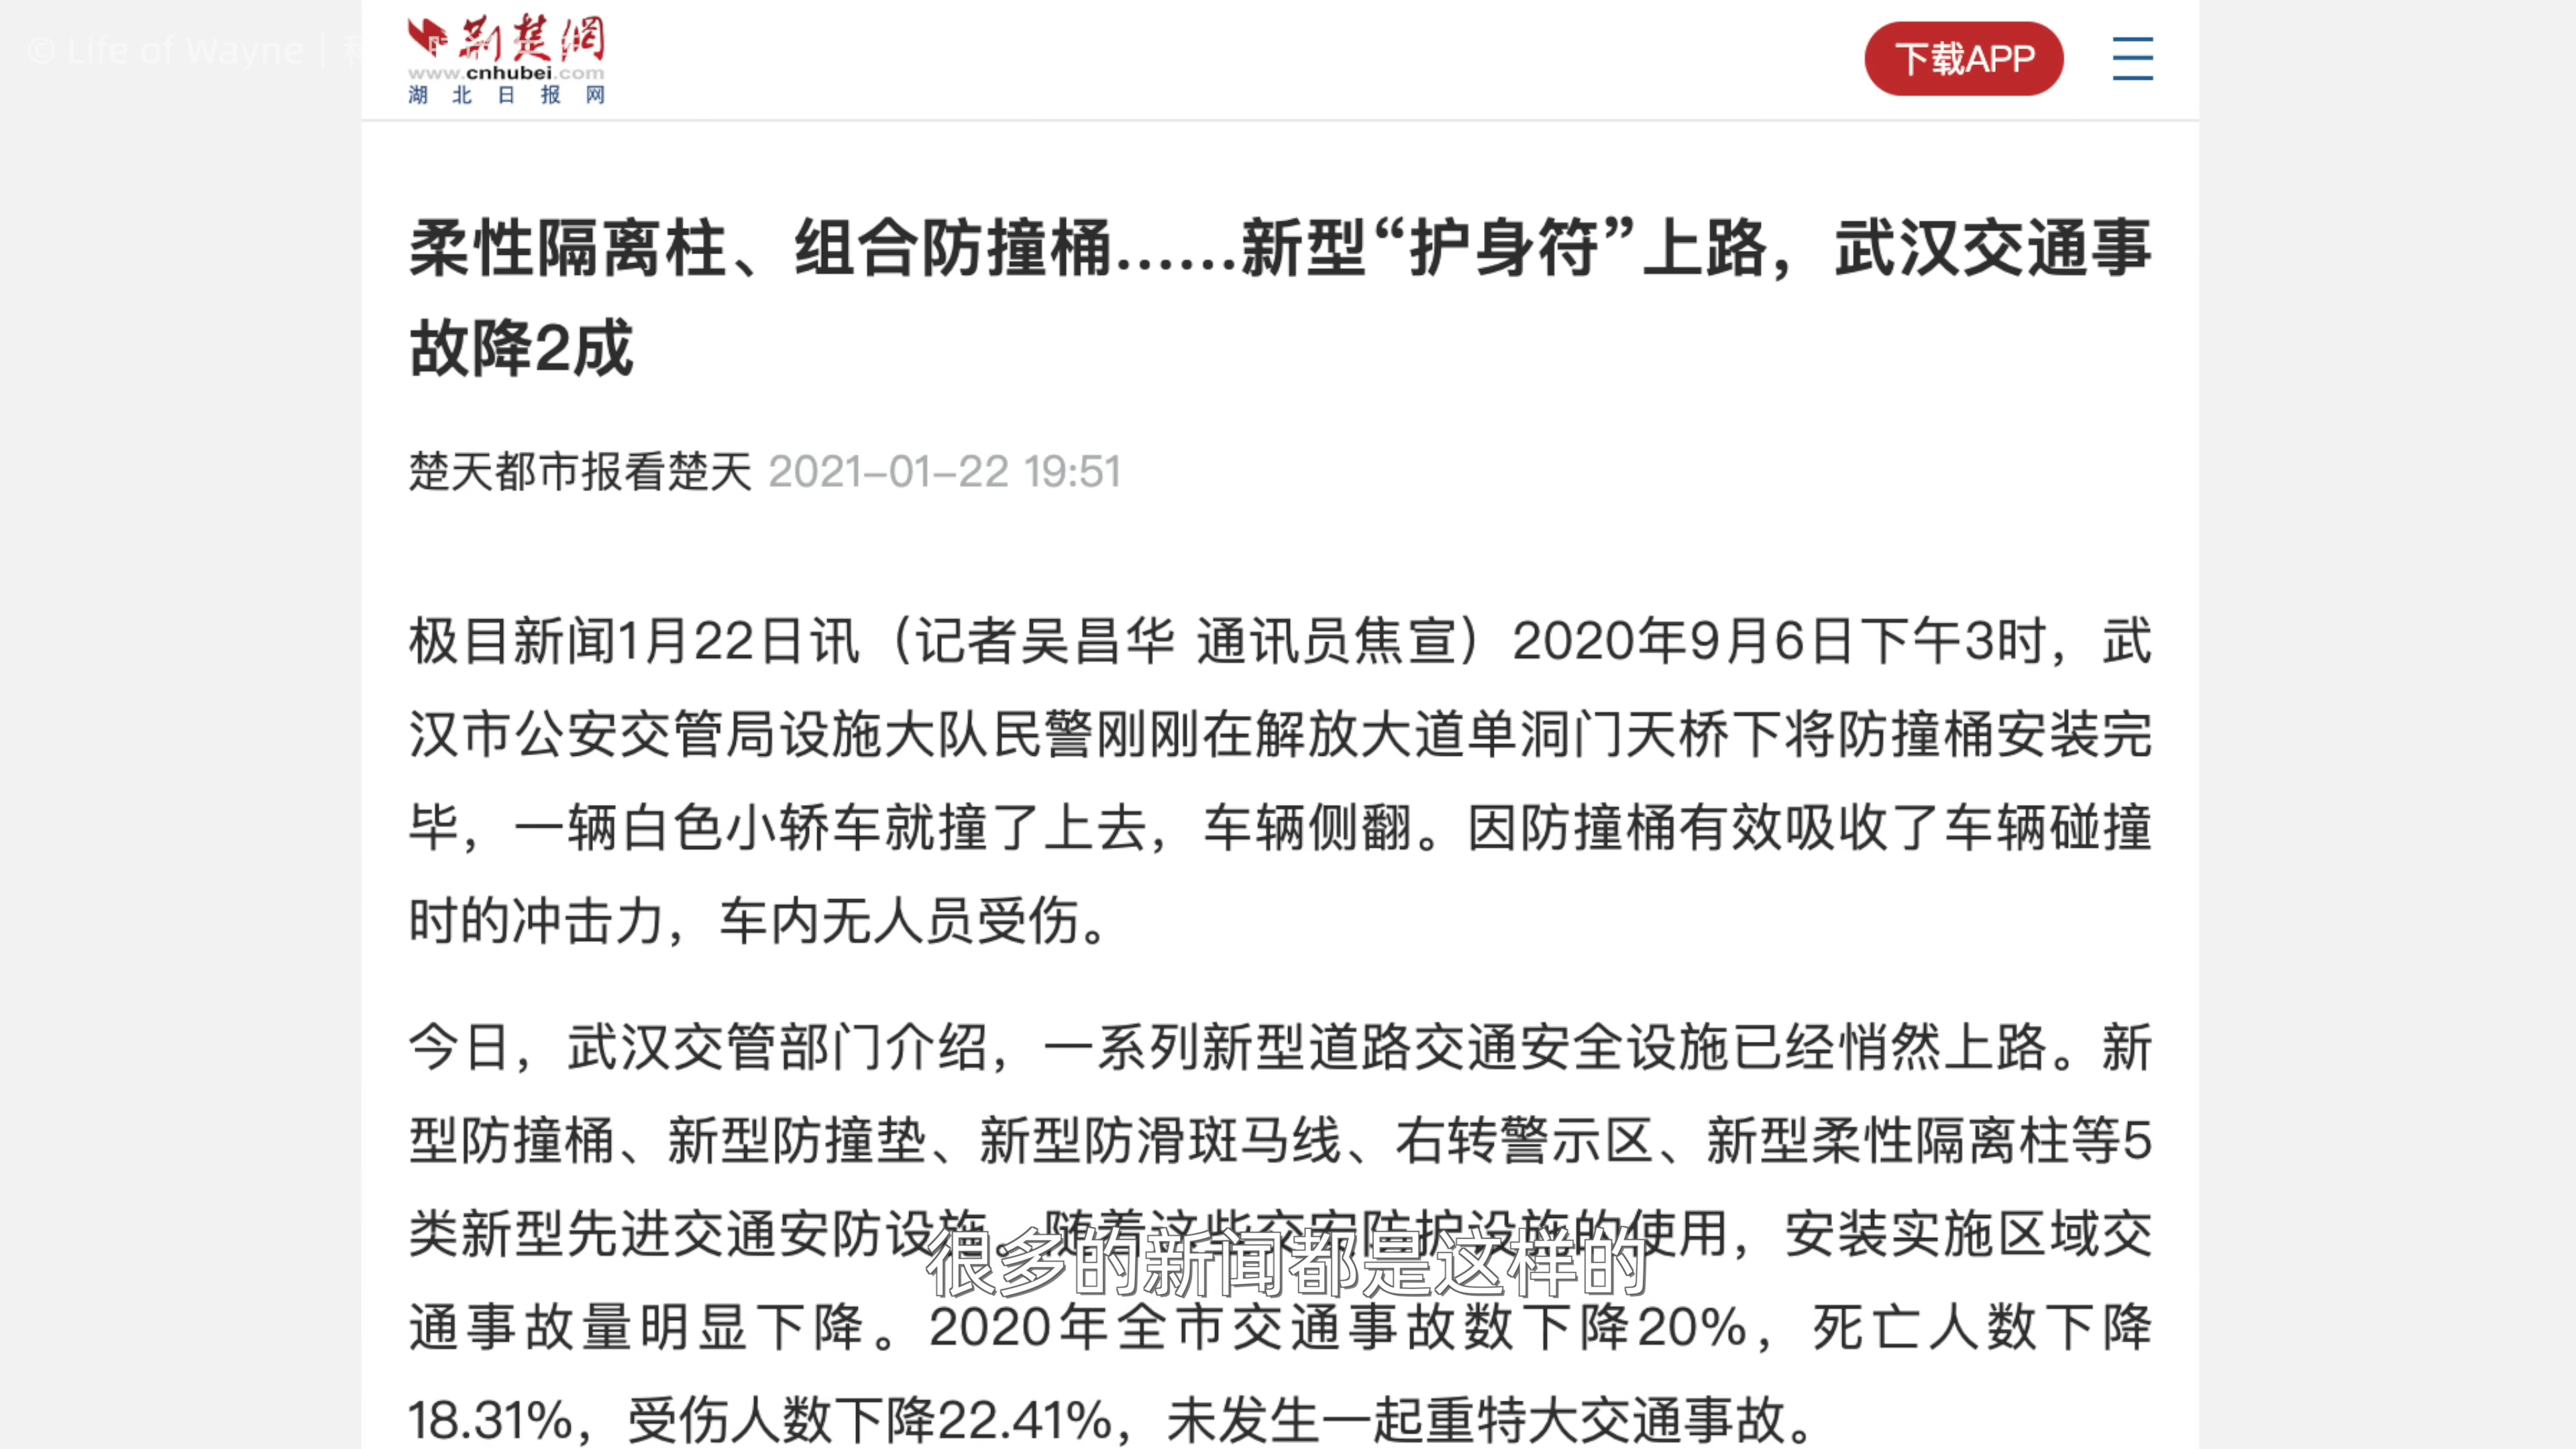 © Life of Wayne |
荆楚網
www.cnhubei.com
湖北日报网
下载APP
柔性隔离柱、组合防撞桶……新型“护身符”上路，武汉交通事
故降2成
楚天都市报看楚天 2021-01-22 19:51
极目新闻1月22日讯（记者吴昌华 通讯员焦宣）2020年9月6日下午3时，武
汉市公安交管局设施大队民警刚刚在解放大道单洞门天桥下将防撞桶安装完
毕，一辆白色小轿车就撞了上去，车辆侧翻。因防撞桶有效吸收了车辆碰撞
时的冲击力，车内无人员受伤。
今日，武汉交管部门介绍，一系列新型道路交通安全设施已经悄然上路。新
型防撞桶、新型防撞垫、新型防滑斑马线、右转警示区、新型柔性隔离柱等5
类新型先进交通安防设施。随着这些交安防护设施的使用，安装实施区域交
很多的新闻都是这样的
通事故量明显下降。2020年全市交通事故数下降20%，死亡人数下降
18.31%，受伤人数下降22.41%，未发生一起重特大交通事故。